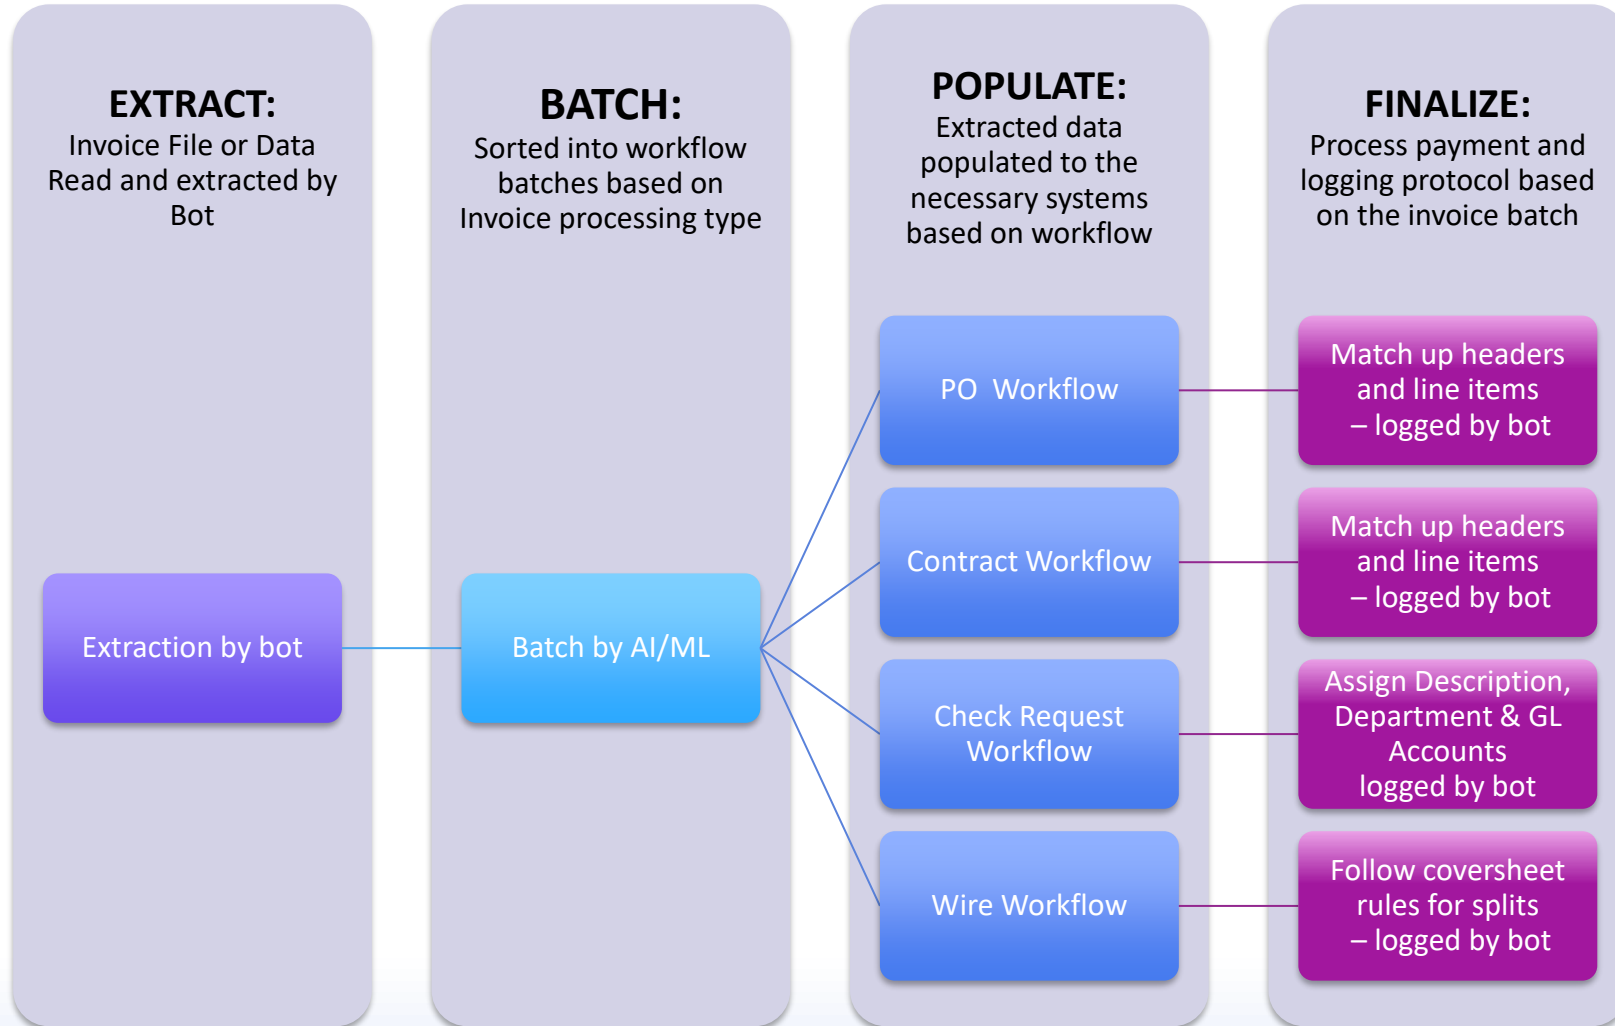 EXTRACT:
Invoice File or Data
Read and extracted by
Bot
Extraction by bot
BATCH:
Sorted into workflow
batches based on
Invoice processing type
Batch by AI/ML
POPULATE:
Extracted data
populated to the
necessary systems
based on workflow
PO  Workflow
Contract Workflow
Check Request
Workflow
Wire Workflow
FINALIZE:
Process payment and
logging protocol based
on the invoice batch
Match up headers
and line items
– logged by bot
Match up headers
and line items
– logged by bot
Assign Description,
Department & GL
Accounts
logged by bot
Follow coversheet
rules for splits
– logged by bot